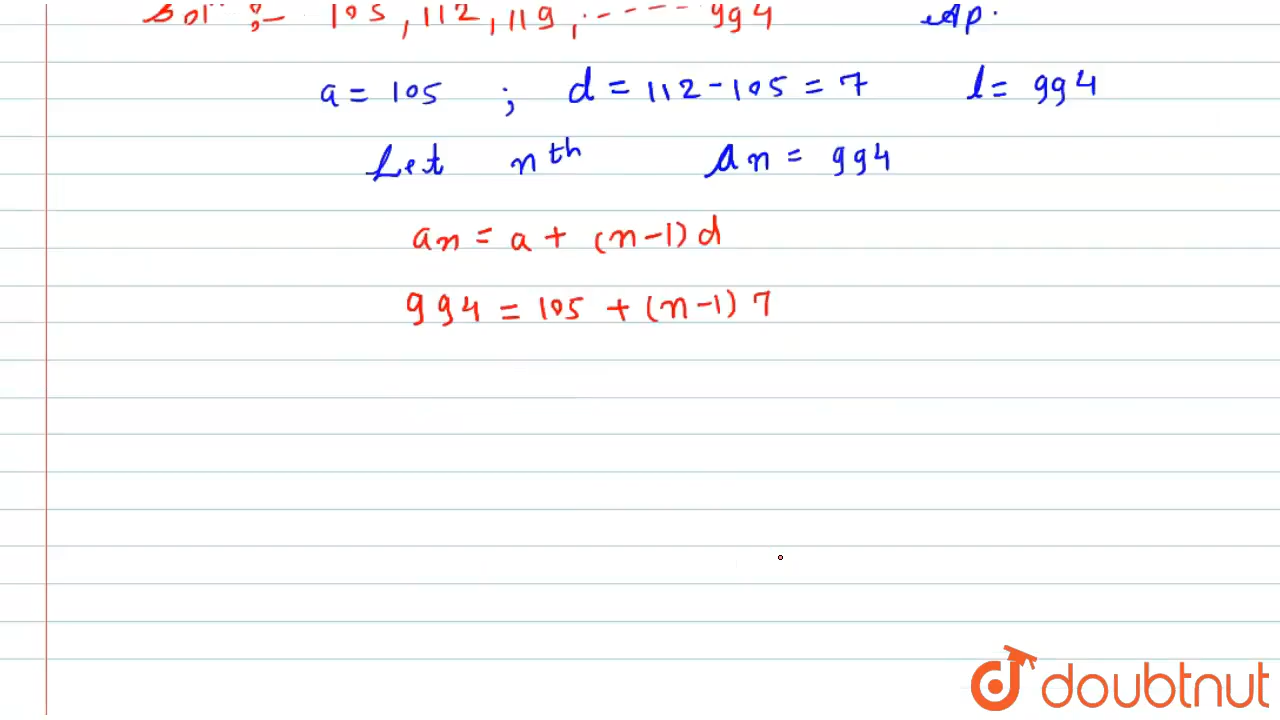 Sol :- 105, 112, 119, ------ 994 AP.
a = 105 ; d = 112 - 105 = 7 l = 994
Let nth an = 994
an = a + (n-1) d
994 = 105 + (n-1) 7
doubtnut